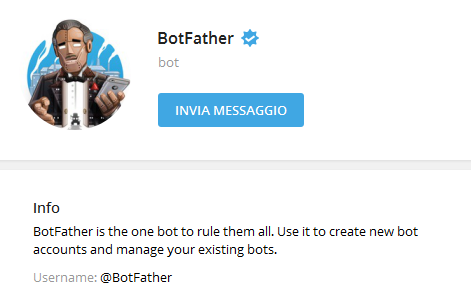 BotFather
bot
INVIA MESSAGGIO
Info
BotFather is the one bot to rule them all. Use it to create new bot
accounts and manage your existing bots.
Username: @BotFather